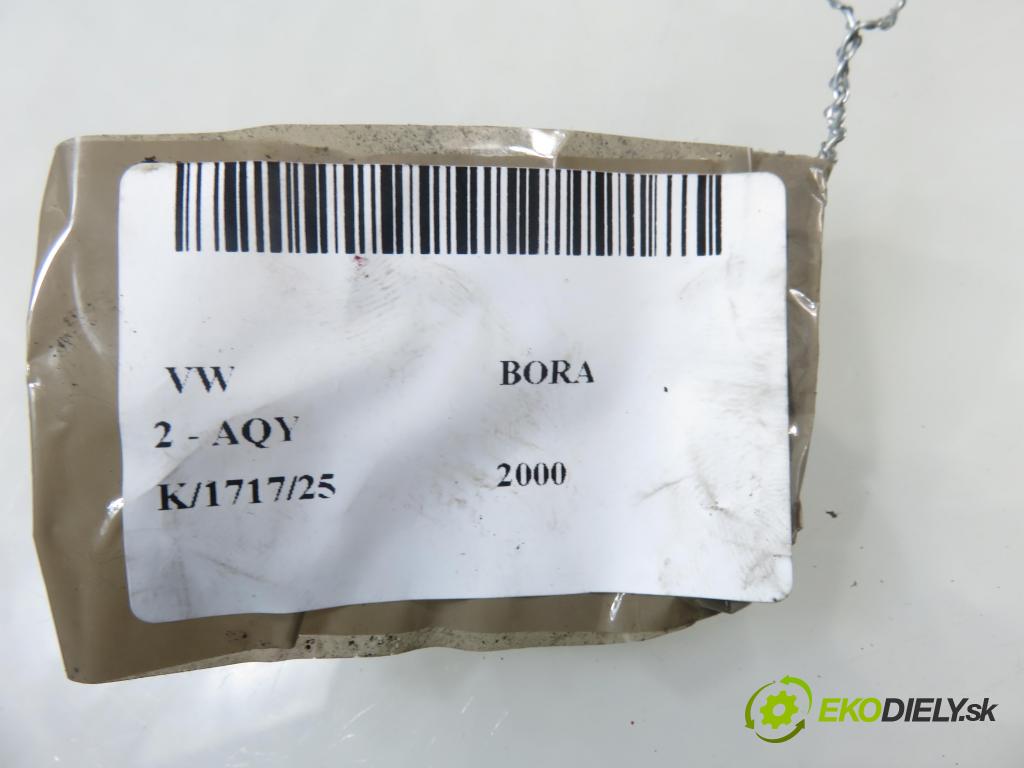 VW BORA
2 - AQY
K/1717/25 2000
EKODIELY.sk